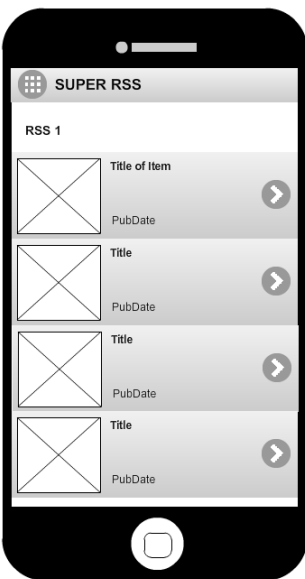 SUPER RSS
RSS 1
Title of Item
PubDate
Title
PubDate
Title
PubDate
Title
PubDate